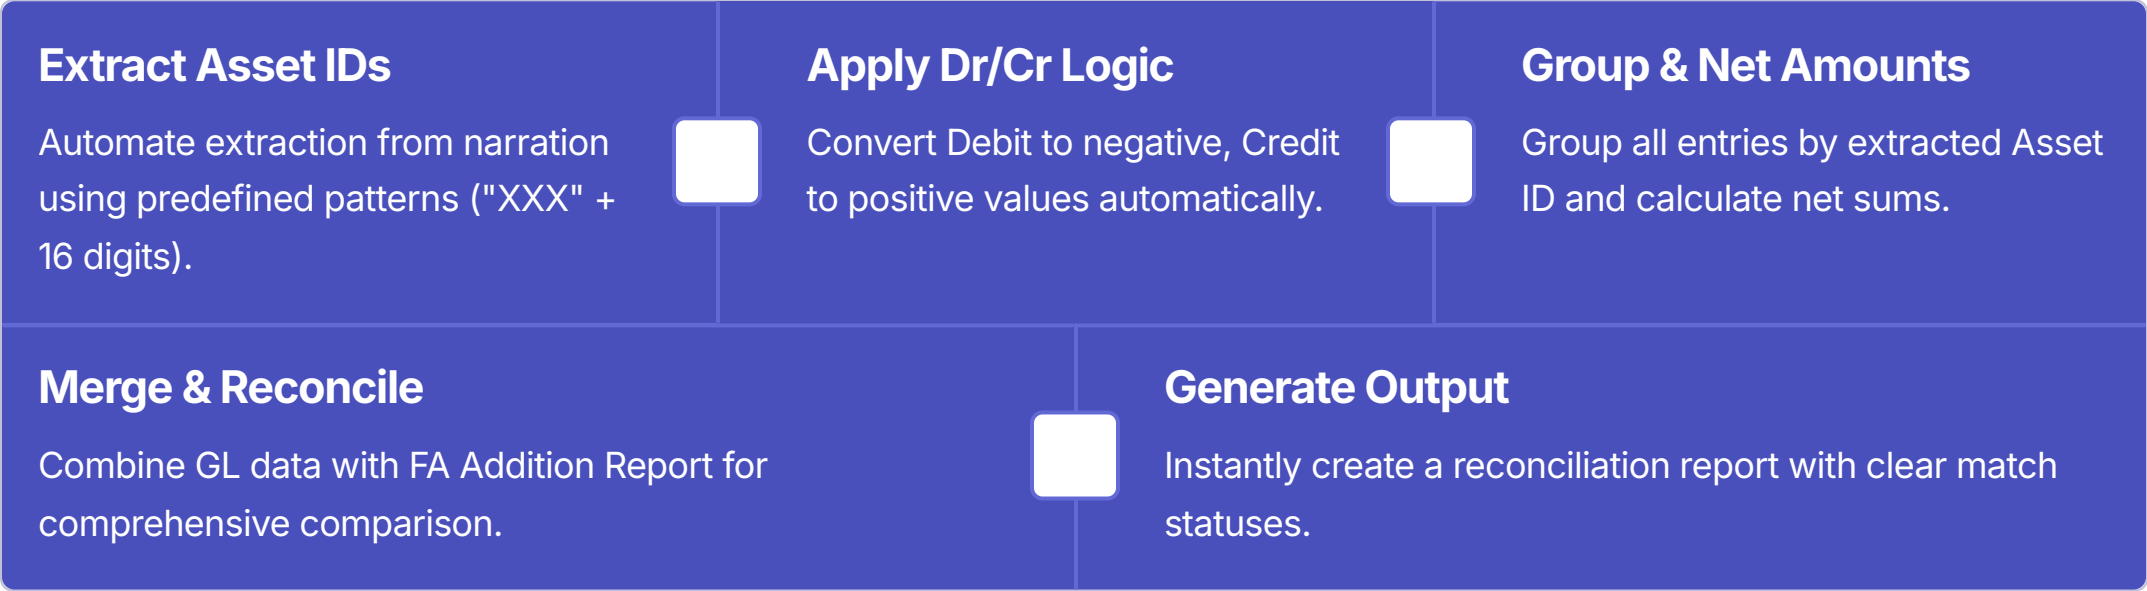 Extract Asset IDs
Automate extraction from narration
using predefined patterns ("XXX" +
16 digits).
Apply Dr/Cr Logic
Convert Debit to negative, Credit
to positive values automatically.
Group & Net Amounts
Group all entries by extracted Asset
ID and calculate net sums.
Merge & Reconcile
Combine GL data with FA Addition Report for
comprehensive comparison.
Generate Output
Instantly create a reconciliation report with clear match
statuses.